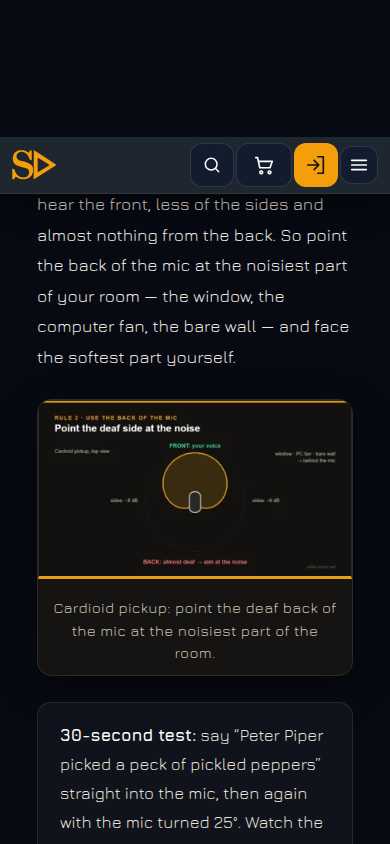 SD
hear the front, less of the sides and
almost nothing from the back. So point
the back of the mic at the noisiest part
of your room — the window, the
computer fan, the bare wall — and face
the softest part yourself.
RULE 2 · USE THE BACK OF THE MIC
Point the deaf side at the noise
FRONT: your voice
Cardioid pickup, top view
window · PC fan · bare wall
→ behind the mic
BACK: almost deaf → aim at the noise
Cardioid pickup: point the deaf back of
the mic at the noisiest part of the
room.
30-second test: say “Peter Piper
picked a peck of pickled peppers”
straight into the mic, then again
with the mic turned 25°. Watch the